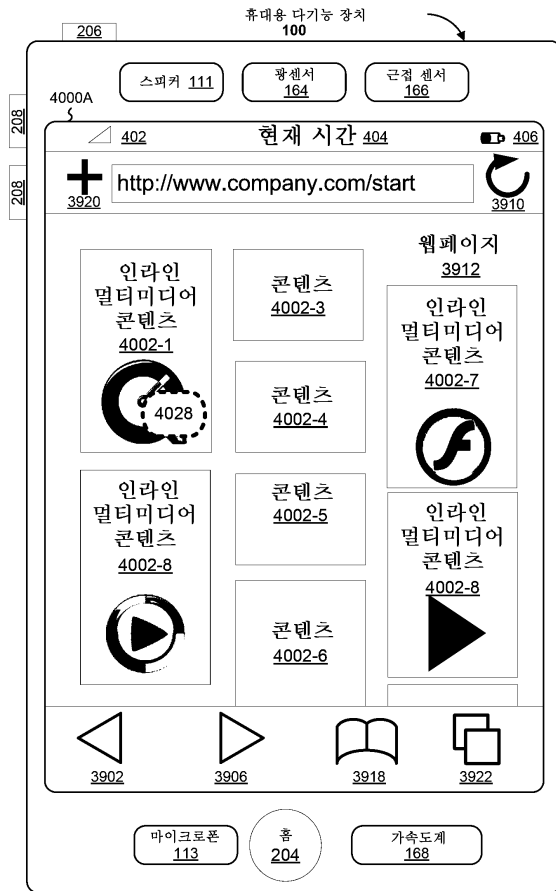 휴대용 다기능 장치
100
206
스피커 111
광센서
164
근접 센서
166
4000A
208
208
402
현재 시간 404
406
3920
http://www.company.com/start
3910
웹페이지
3912
인라인
멀티미디어
콘텐츠
4002-1
4028
콘텐츠
4002-3
인라인
멀티미디어
콘텐츠
4002-7
콘텐츠
4002-4
인라인
멀티미디어
콘텐츠
4002-8
콘텐츠
4002-5
인라인
멀티미디어
콘텐츠
4002-8
콘텐츠
4002-6
3902
3906
3918
3922
마이크로폰
113
홈
204
가속도계
168